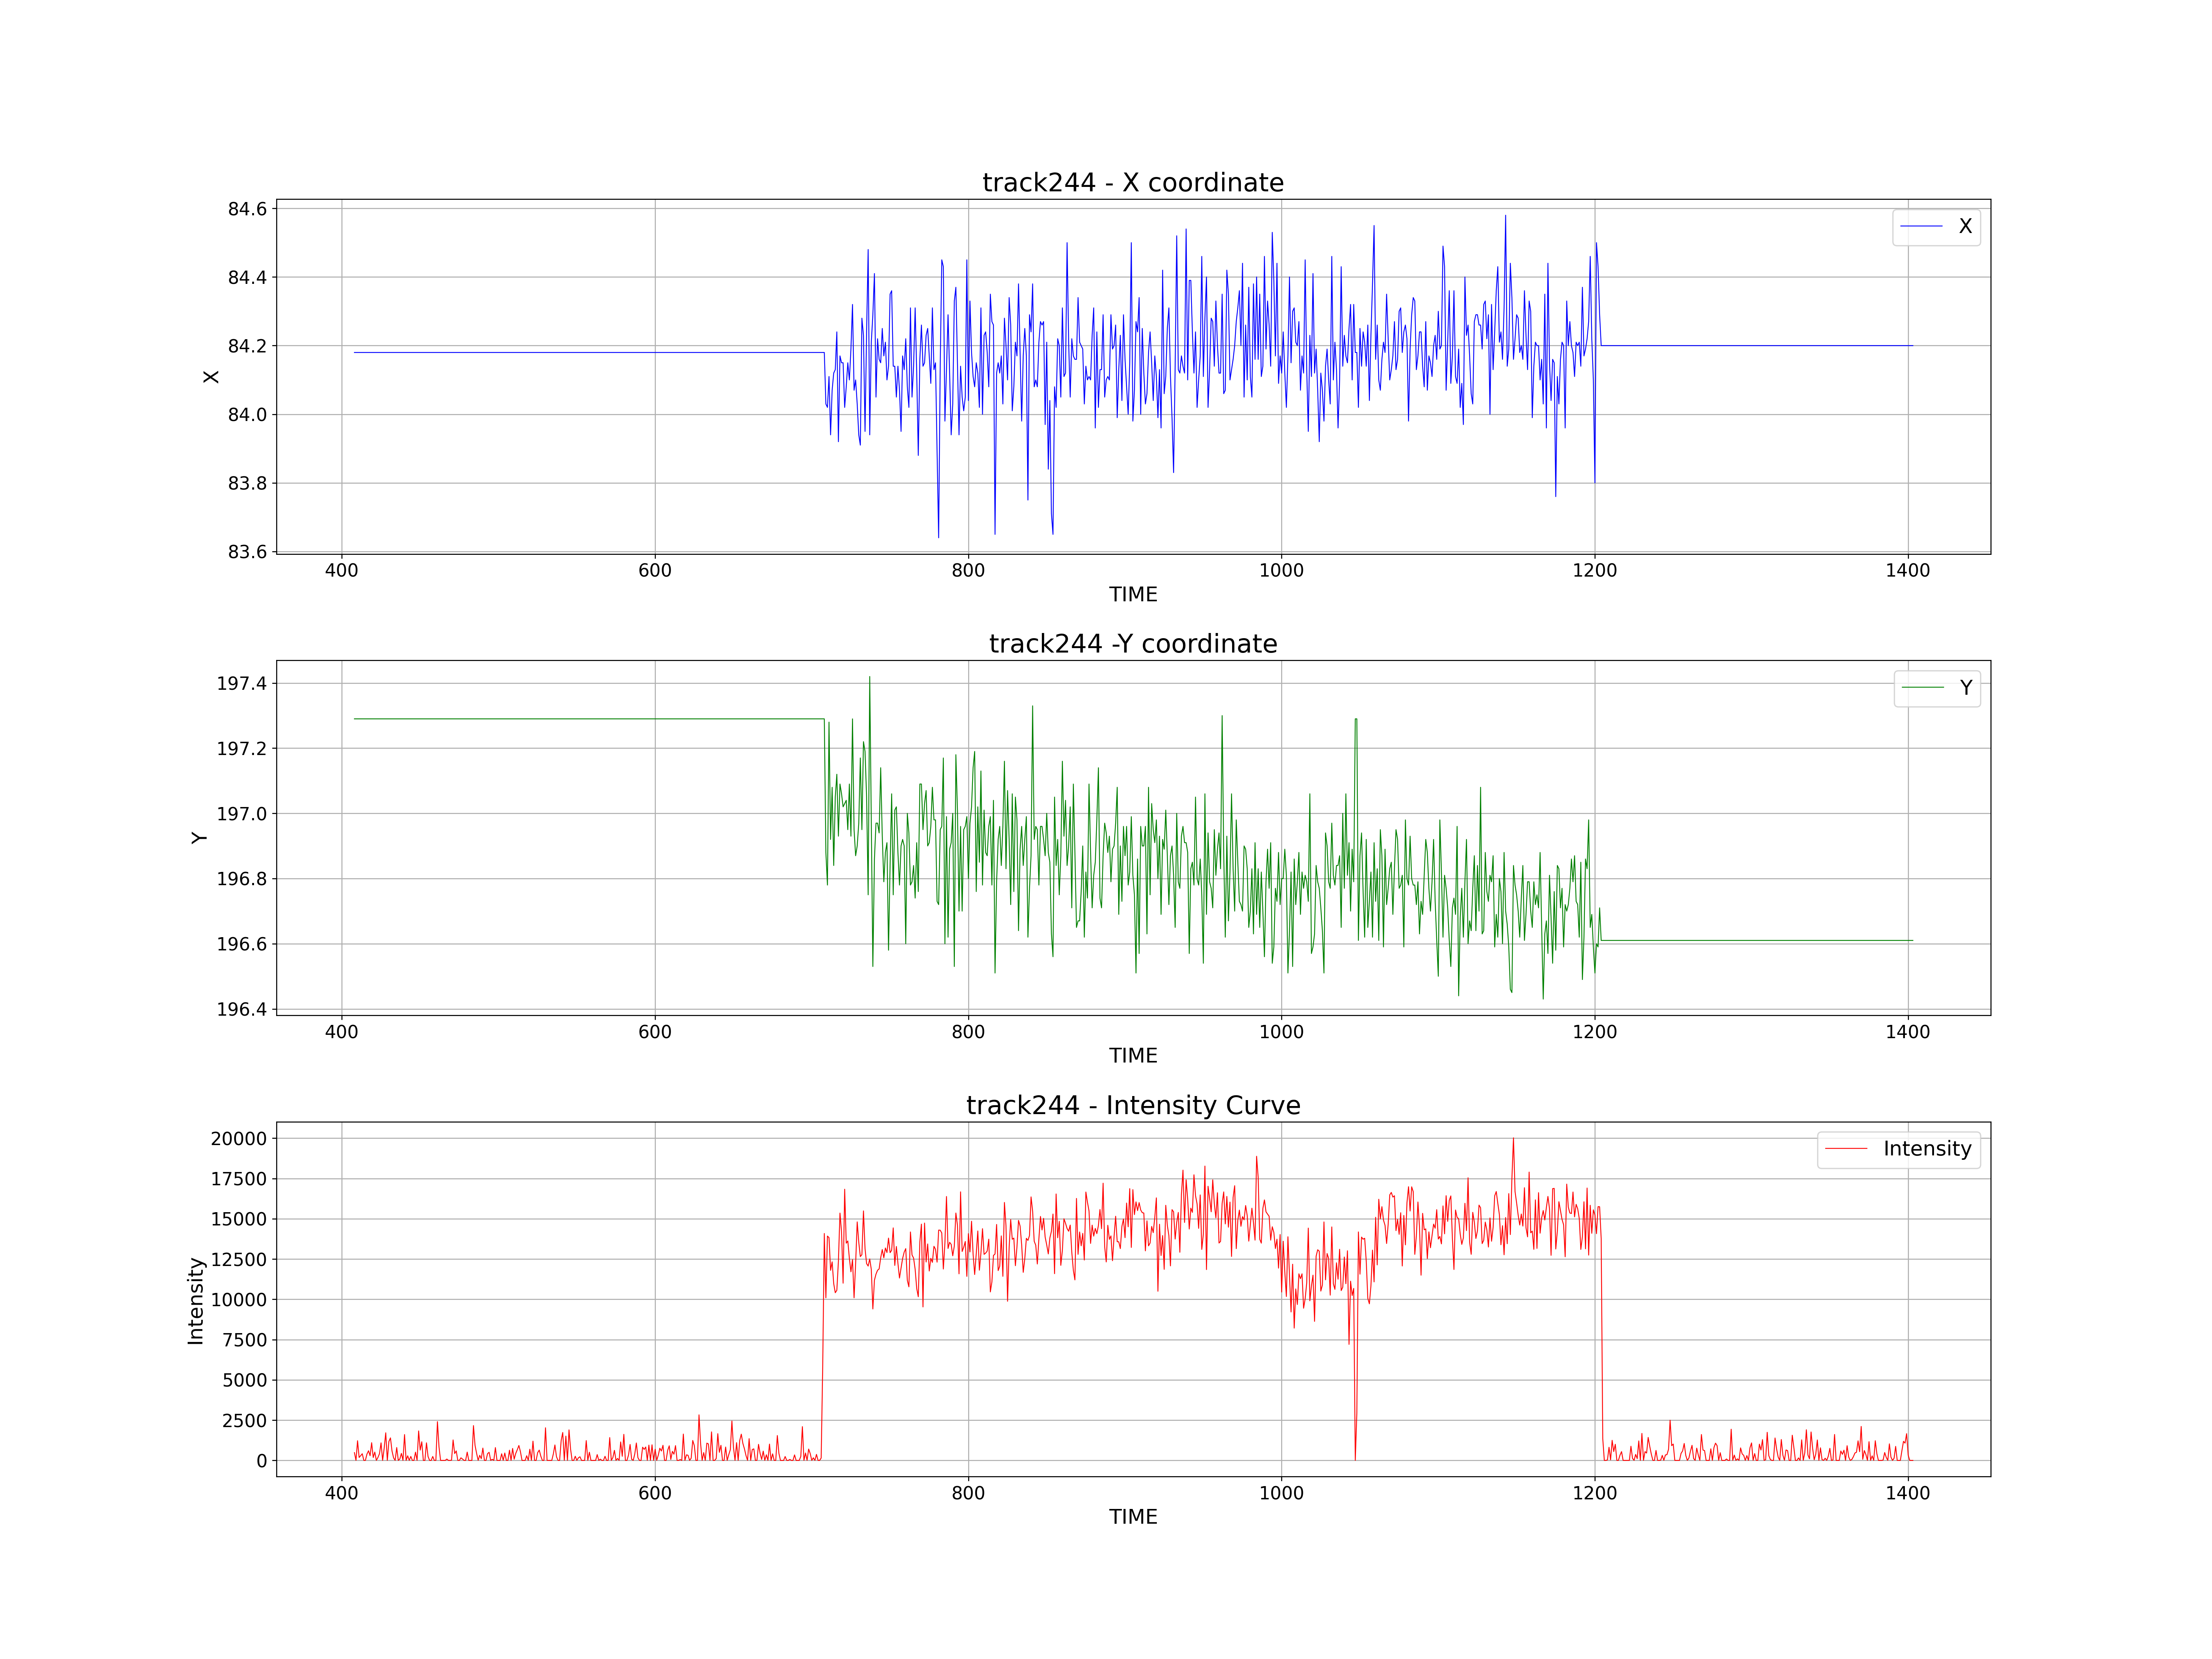 track244 - X coordinate
84.6
84.4
84.2
84.0
83.8
83.6
X
X
400 600 800 1000 1200 1400
TIME
track244 -Y coordinate
197.4
197.2
197.0
196.8
196.6
196.4
Y
Y
400 600 800 1000 1200 1400
TIME
track244 - Intensity Curve
20000
17500
15000
12500
10000
7500
5000
2500
0
Intensity
Intensity
400 600 800 1000 1200 1400
TIME